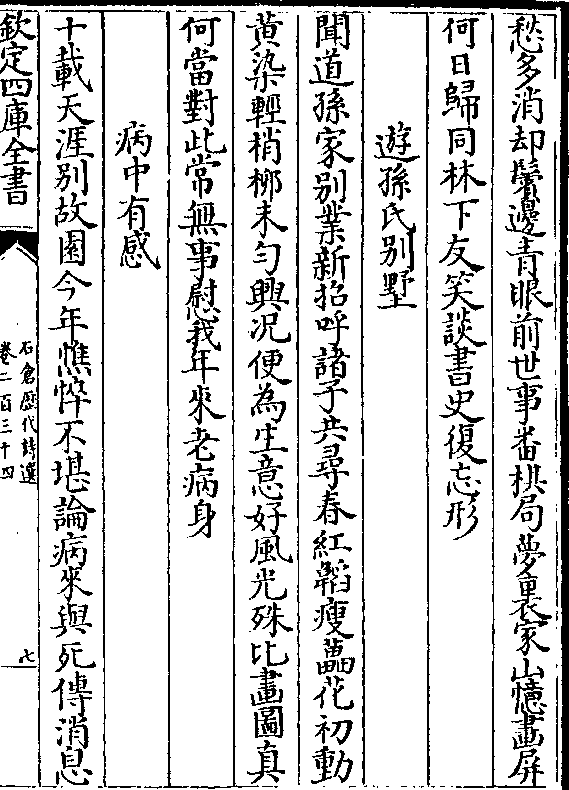 愁多消却鬢邊青眼前世事番棋局夢裏家山憶畫屏
何日歸同林下友笑談書史復忘形
遊孫氏别墅
聞道孫家别業新招呼諸子共尋春紅韜瘦蕾花初動
黄染輕梢栁未匀興况便為生意好風光殊比畫圖真
何當對此常無事慰我年來老病身
病中有感
十載天涯别故園今年憔悴不堪論病來與死傳消息
欽定四庫全書
石倉歷代詩選
卷二百三十四
七